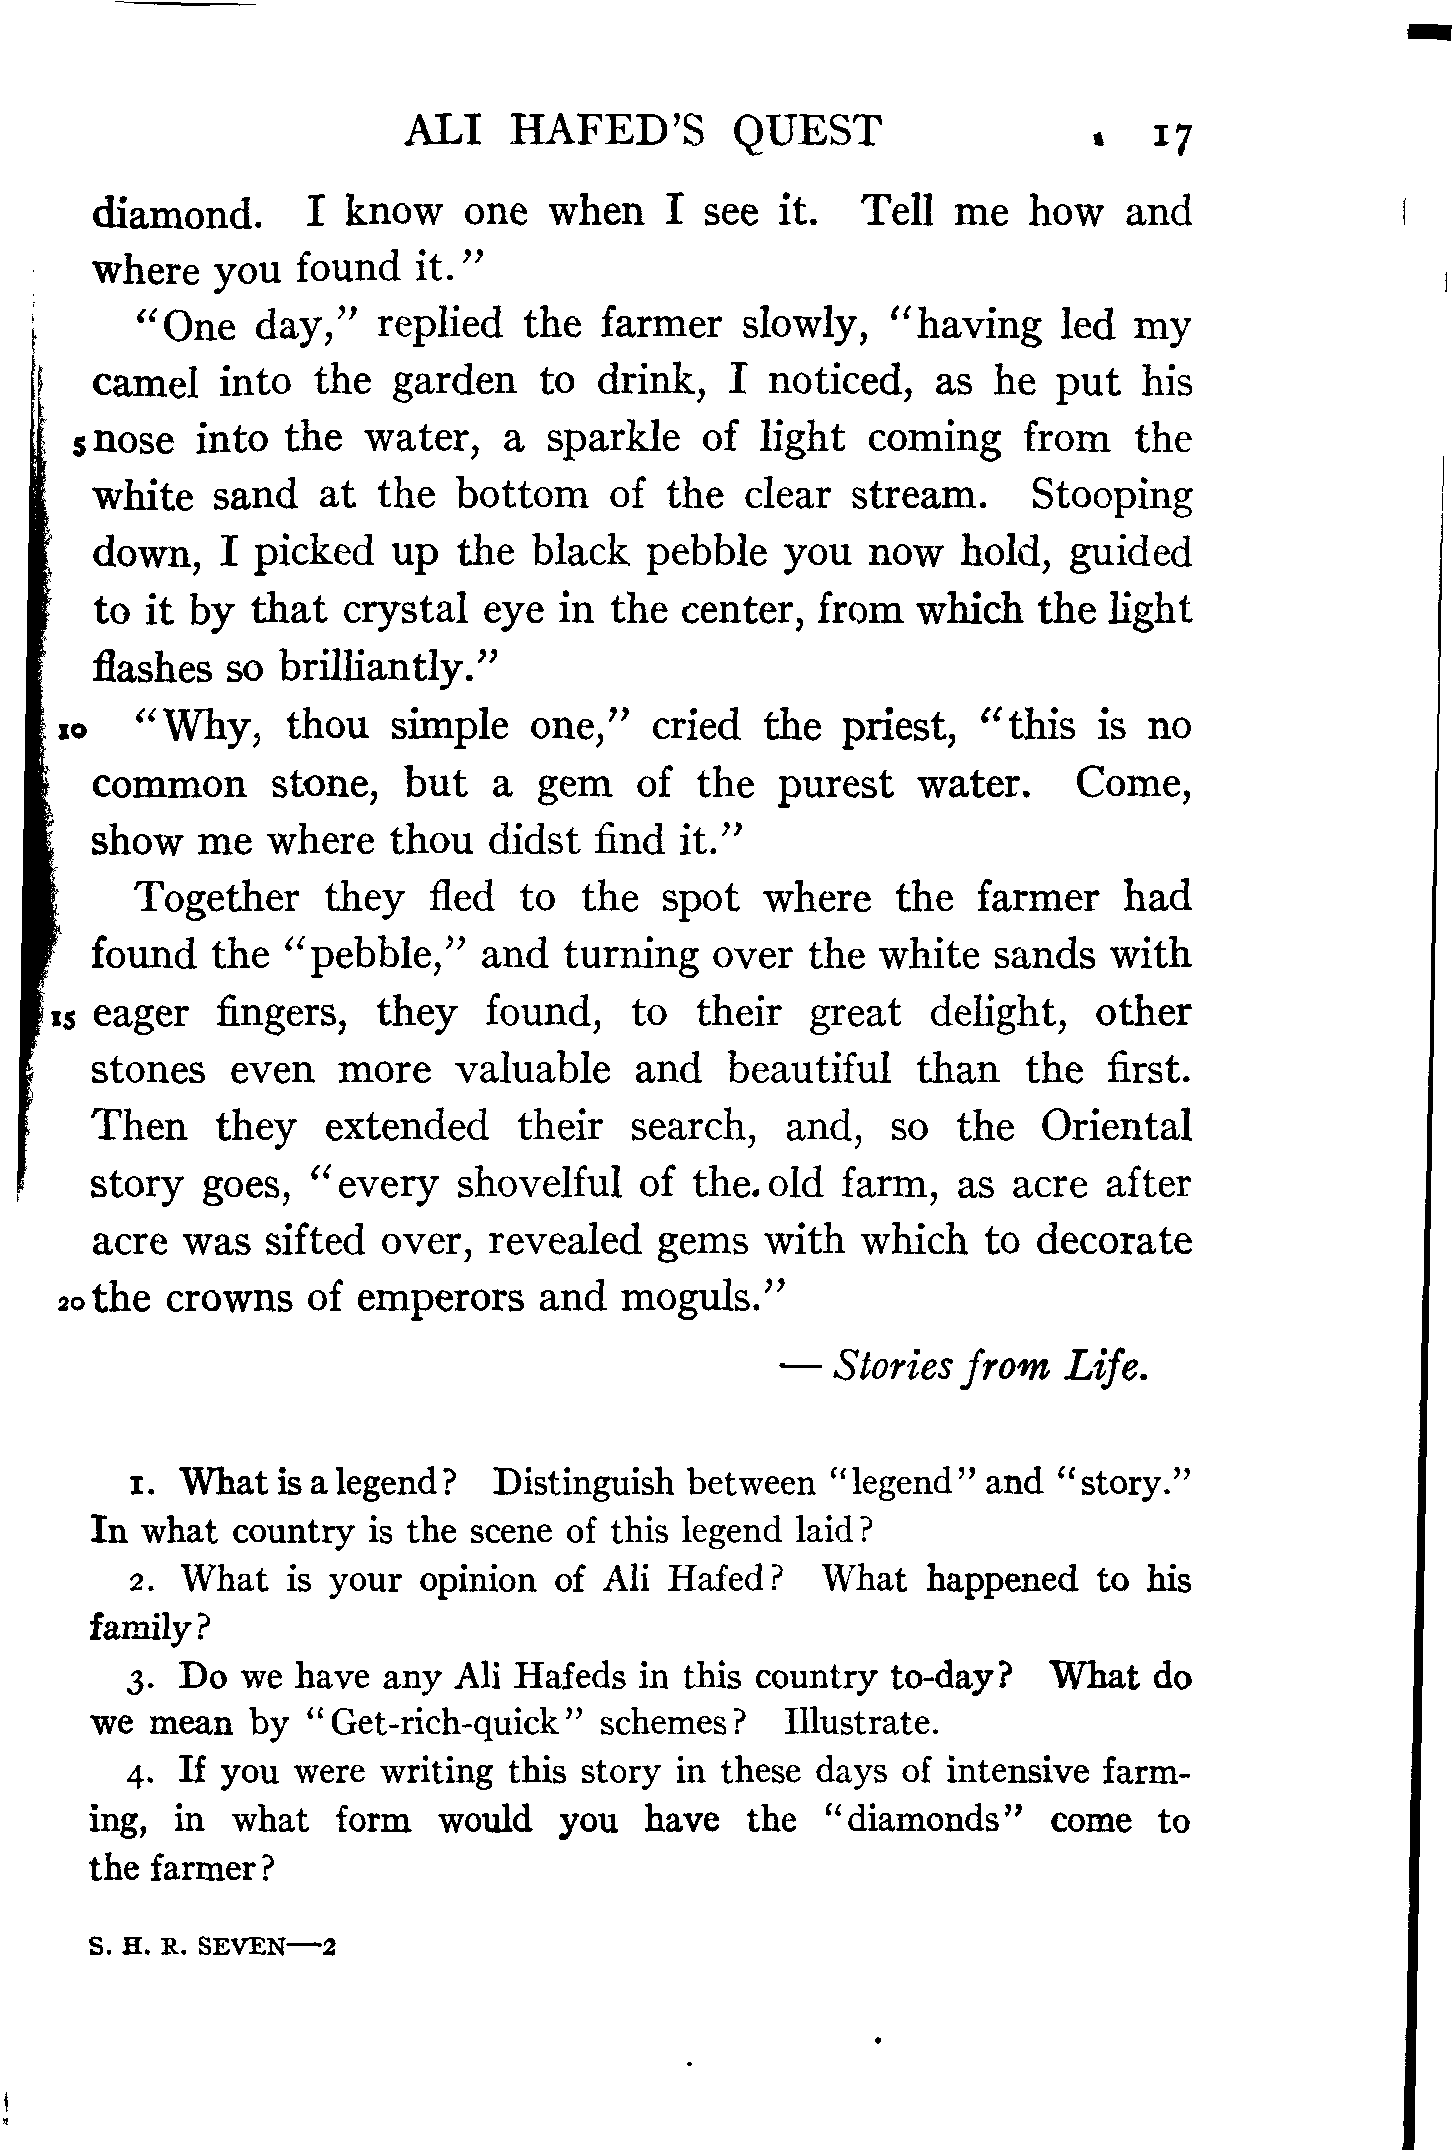 ALI HAFED'S QUEST 17
diamond. I know one when I see it. Tell me how and
where you found it."
"One day," replied the farmer slowly, "having led my
camel into the garden to drink, I noticed, as he put his
5 nose into the water, a sparkle of light coming from the
white sand at the bottom of the clear stream. Stooping
down, I picked up the black pebble you now hold, guided
to it by that crystal eye in the center, from which the light
flashes so brilliantly."
10 "Why, thou simple one," cried the priest, "this is no
common stone, but a gem of the purest water. Come,
show me where thou didst find it."
Together they fled to the spot where the farmer had
found the "pebble," and turning over the white sands with
15 eager fingers, they found, to their great delight, other
stones even more valuable and beautiful than the first.
Then they extended their search, and, so the Oriental
story goes, "every shovelful of the old farm, as acre after
acre was sifted over, revealed gems with which to decorate
20 the crowns of emperors and moguls."
— Stories from Life.
1. What is a legend? Distinguish between "legend" and "story."
In what country is the scene of this legend laid?
2. What is your opinion of Ali Hafed? What happened to his
family?
3. Do we have any Ali Hafeds in this country to-day? What do
we mean by "Get-rich-quick" schemes? Illustrate.
4. If you were writing this story in these days of intensive farm-
ing, in what form would you have the "diamonds" come to
the farmer?
S. H. R. SEVEN—2